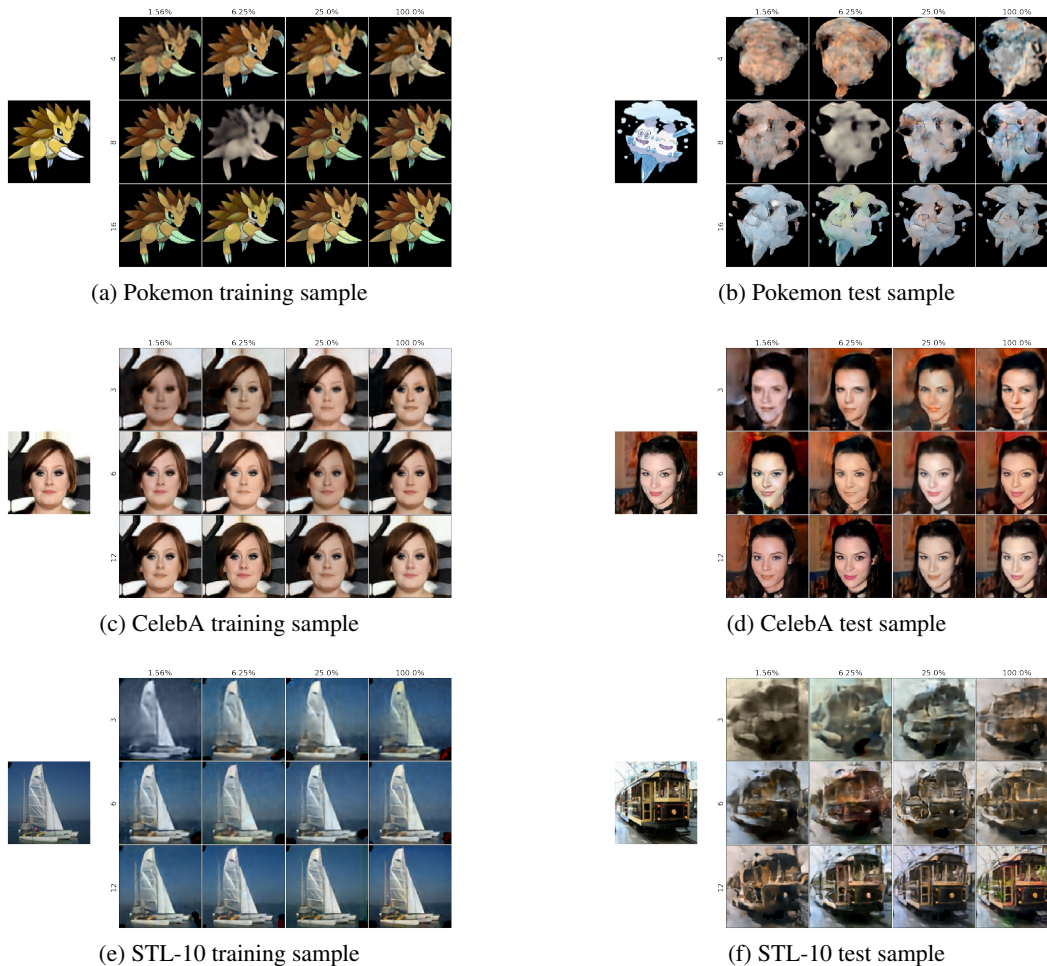 1.56% 6.25% 25.0% 100.0%
4
8
16
(a) Pokemon training sample
1.56% 6.25% 25.0% 100.0%
4
8
16
(b) Pokemon test sample
1.56% 6.25% 25.0% 100.0%
3
6
12
(c) CelebA training sample
1.56% 6.25% 25.0% 100.0%
3
6
12
(d) CelebA test sample
1.56% 6.25% 25.0% 100.0%
3
6
12
(e) STL-10 training sample
1.56% 6.25% 25.0% 100.0%
3
6
12
(f) STL-10 test sample